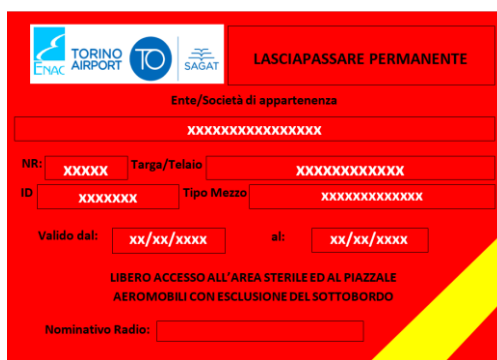 ENAC
TORINO
AIRPORT
TO
SAGAT
LASCIAPASSARE PERMANENTE
Ente/Società di appartenenza
xxxxxxxxxxxxxxxx
NR: xxxxx Targa/Telaio xxxxxxxxxxxx
ID xxxxxxx Tipo Mezzo xxxxxxxxxxxxx
Valido dal: xx/xx/xxxx al: xx/xx/xxxx
LIBERO ACCESSO ALL'AREA STERILE ED AL PIAZZALE
AEROMOBILI CON ESCLUSIONE DEL SOTTOBORDO
Nominativo Radio: